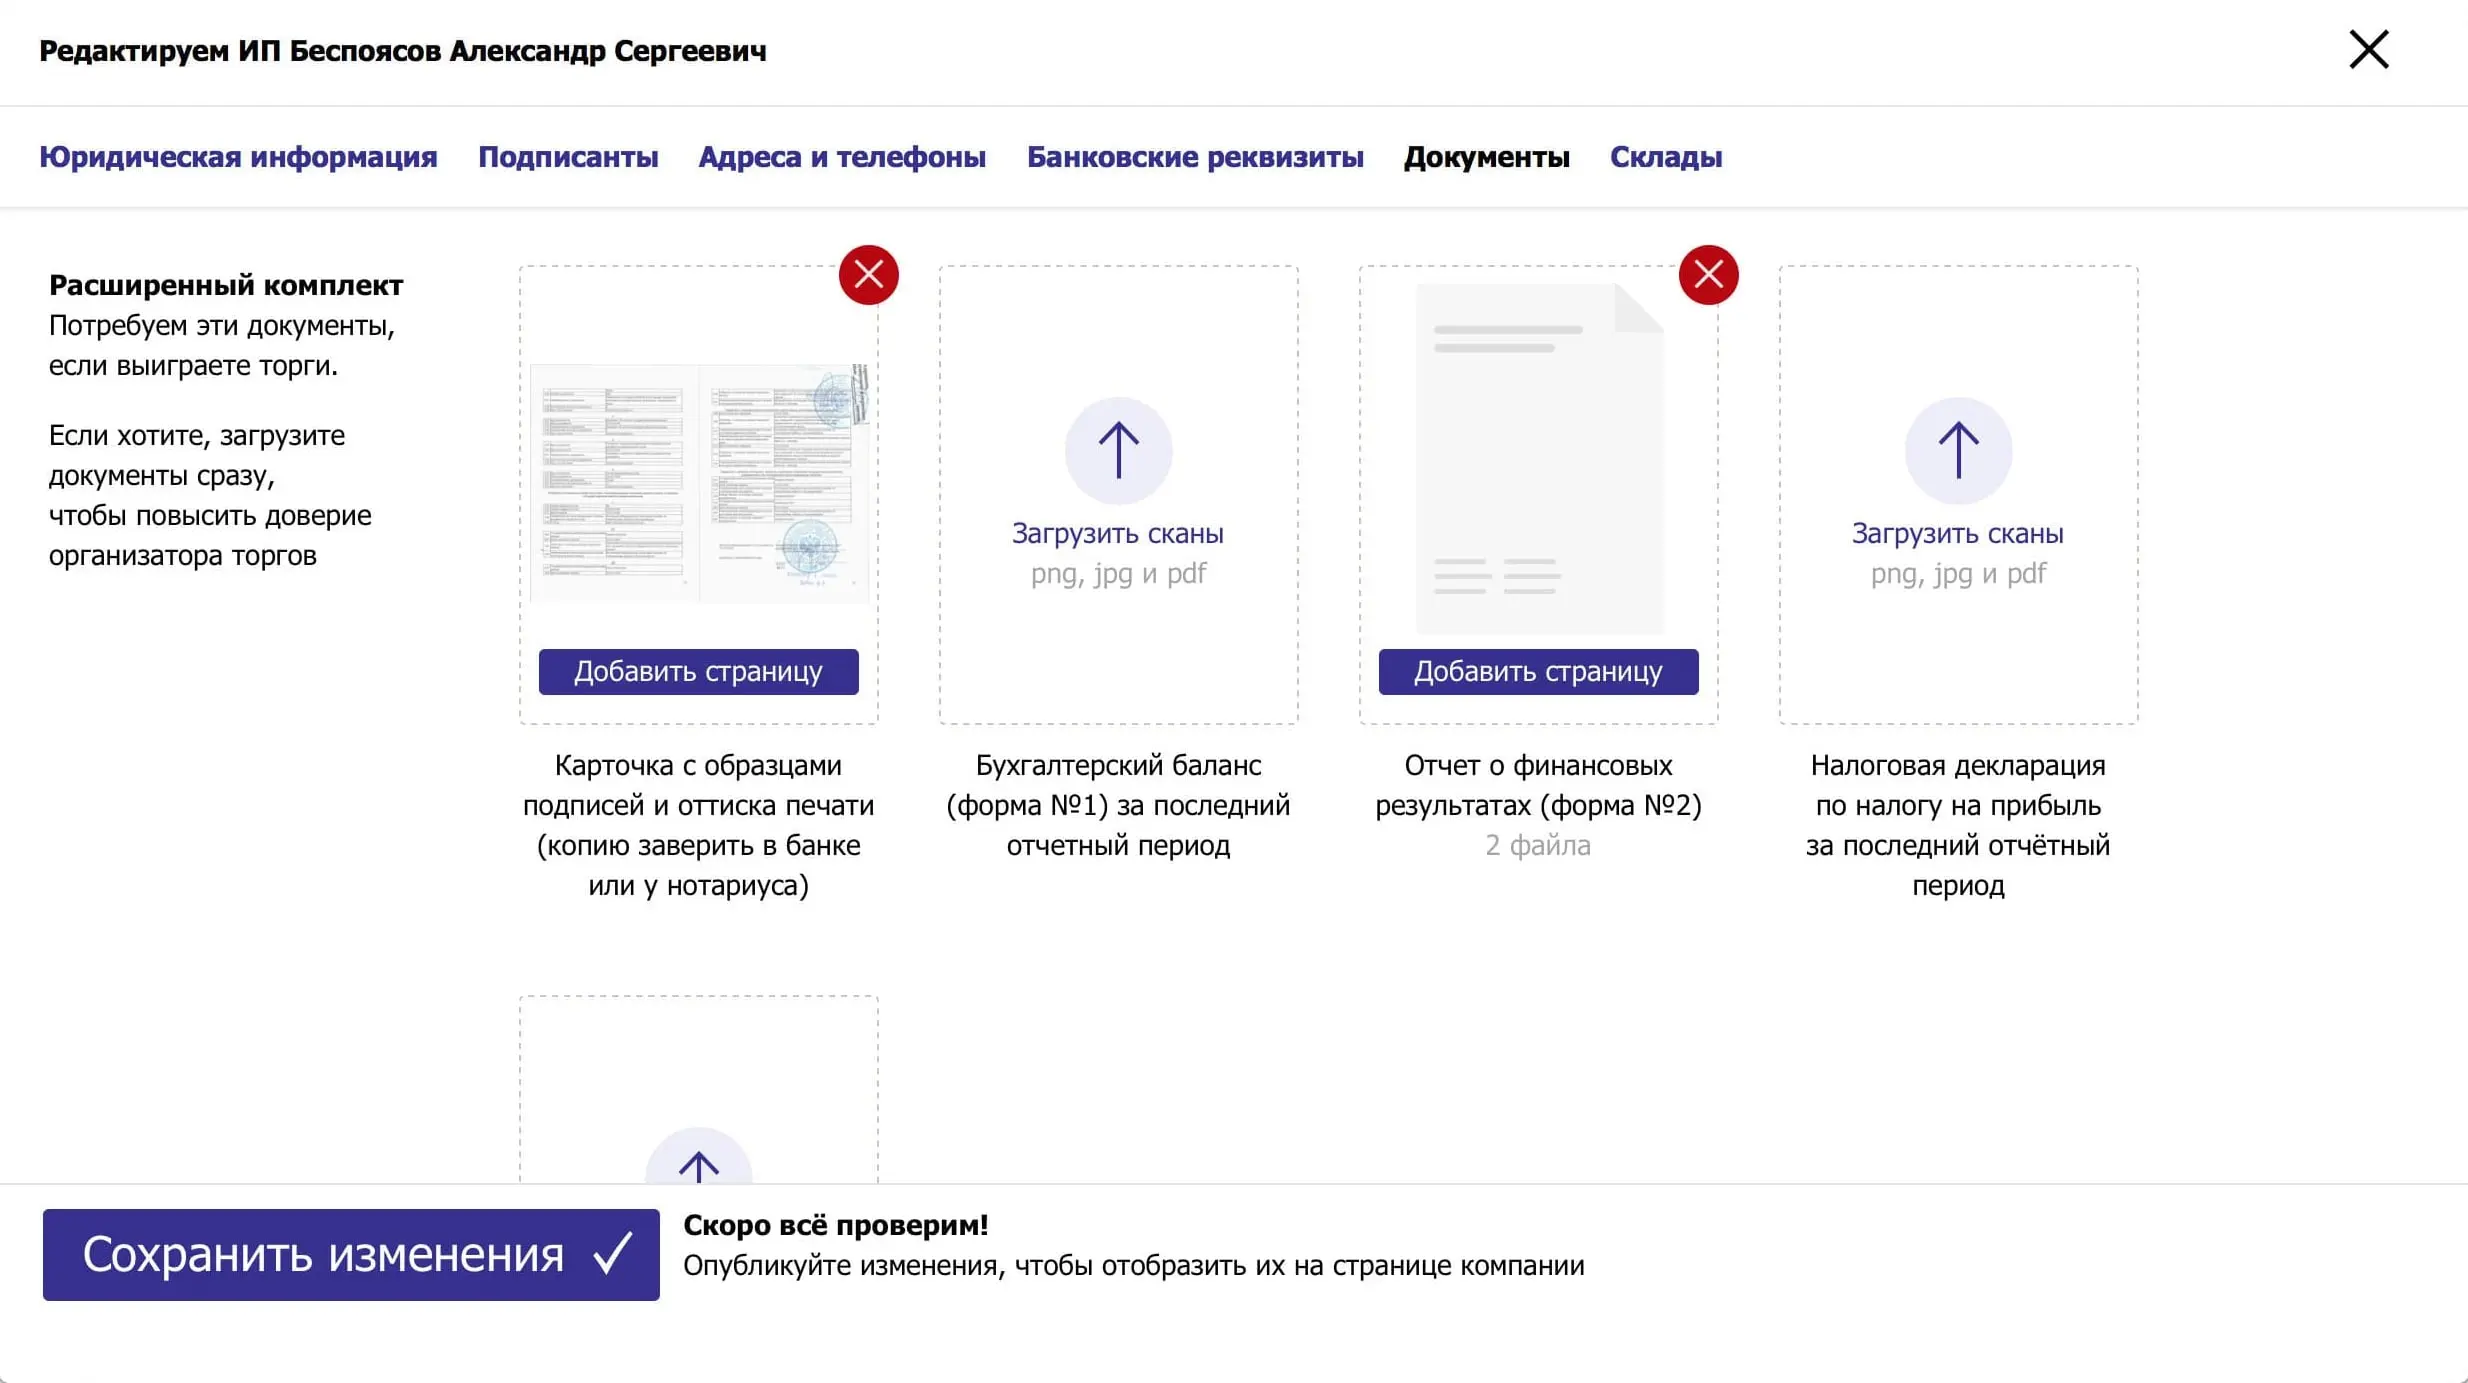 Редактируем ИП Беспоясов Александр Сергеевич
Юридическая информация
Подписанты
Адреса и телефоны
Банковские реквизиты
Документы
Склады
Расширенный комплект
Потребуем эти документы,
если выиграете торги.
Если хотите, загрузите
документы сразу,
чтобы повысить доверие
организатора торгов
Добавить страницу
Карточка с образцами
подписей и оттиска печати
(копию заверить в банке
или у нотариуса)
Загрузить сканы
png, jpg и pdf
Бухгалтерский баланс
(форма №1) за последний
отчетный период
Добавить страницу
Отчет о финансовых
результатах (форма №2)
2 файла
Загрузить сканы
png, jpg и pdf
Налоговая декларация
по налогу на прибыль
за последний отчётный
период
Сохранить изменения
Скоро всё проверим!
Опубликуйте изменения, чтобы отобразить их на странице компании